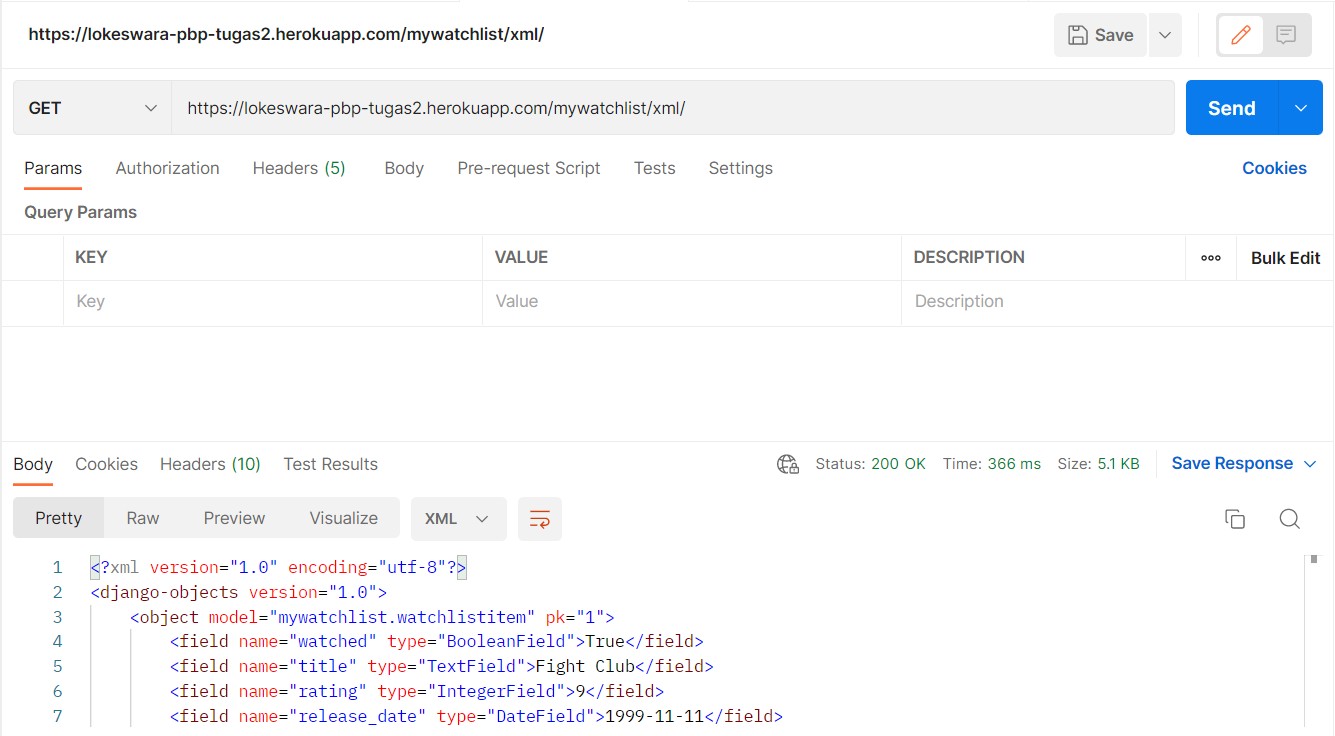 https://lokeswara-pbp-tugas2.herokuapp.com/mywatchlist/xml/ Save
GET https://lokeswara-pbp-tugas2.herokuapp.com/mywatchlist/xml/ Send
Params Authorization Headers (5) Body Pre-request Script Tests Settings Cookies
Query Params
KEY VALUE DESCRIPTION ooo Bulk Edit
Key Value Description
Body Cookies Headers (10) Test Results Status: 200 OK Time: 366 ms Size: 5.1 KB Save Response
Pretty Raw Preview Visualize XML
1 <?xml version="1.0" encoding="utf-8"?>
2 <django-objects version="1.0">
3 <object model="mywatchlist.watchlistitem" pk="1">
4 <field name="watched" type="BooleanField">True</field>
5 <field name="title" type="TextField">Fight Club</field>
6 <field name="rating" type="IntegerField">9</field>
7 <field name="release_date" type="DateField">1999-11-11</field>